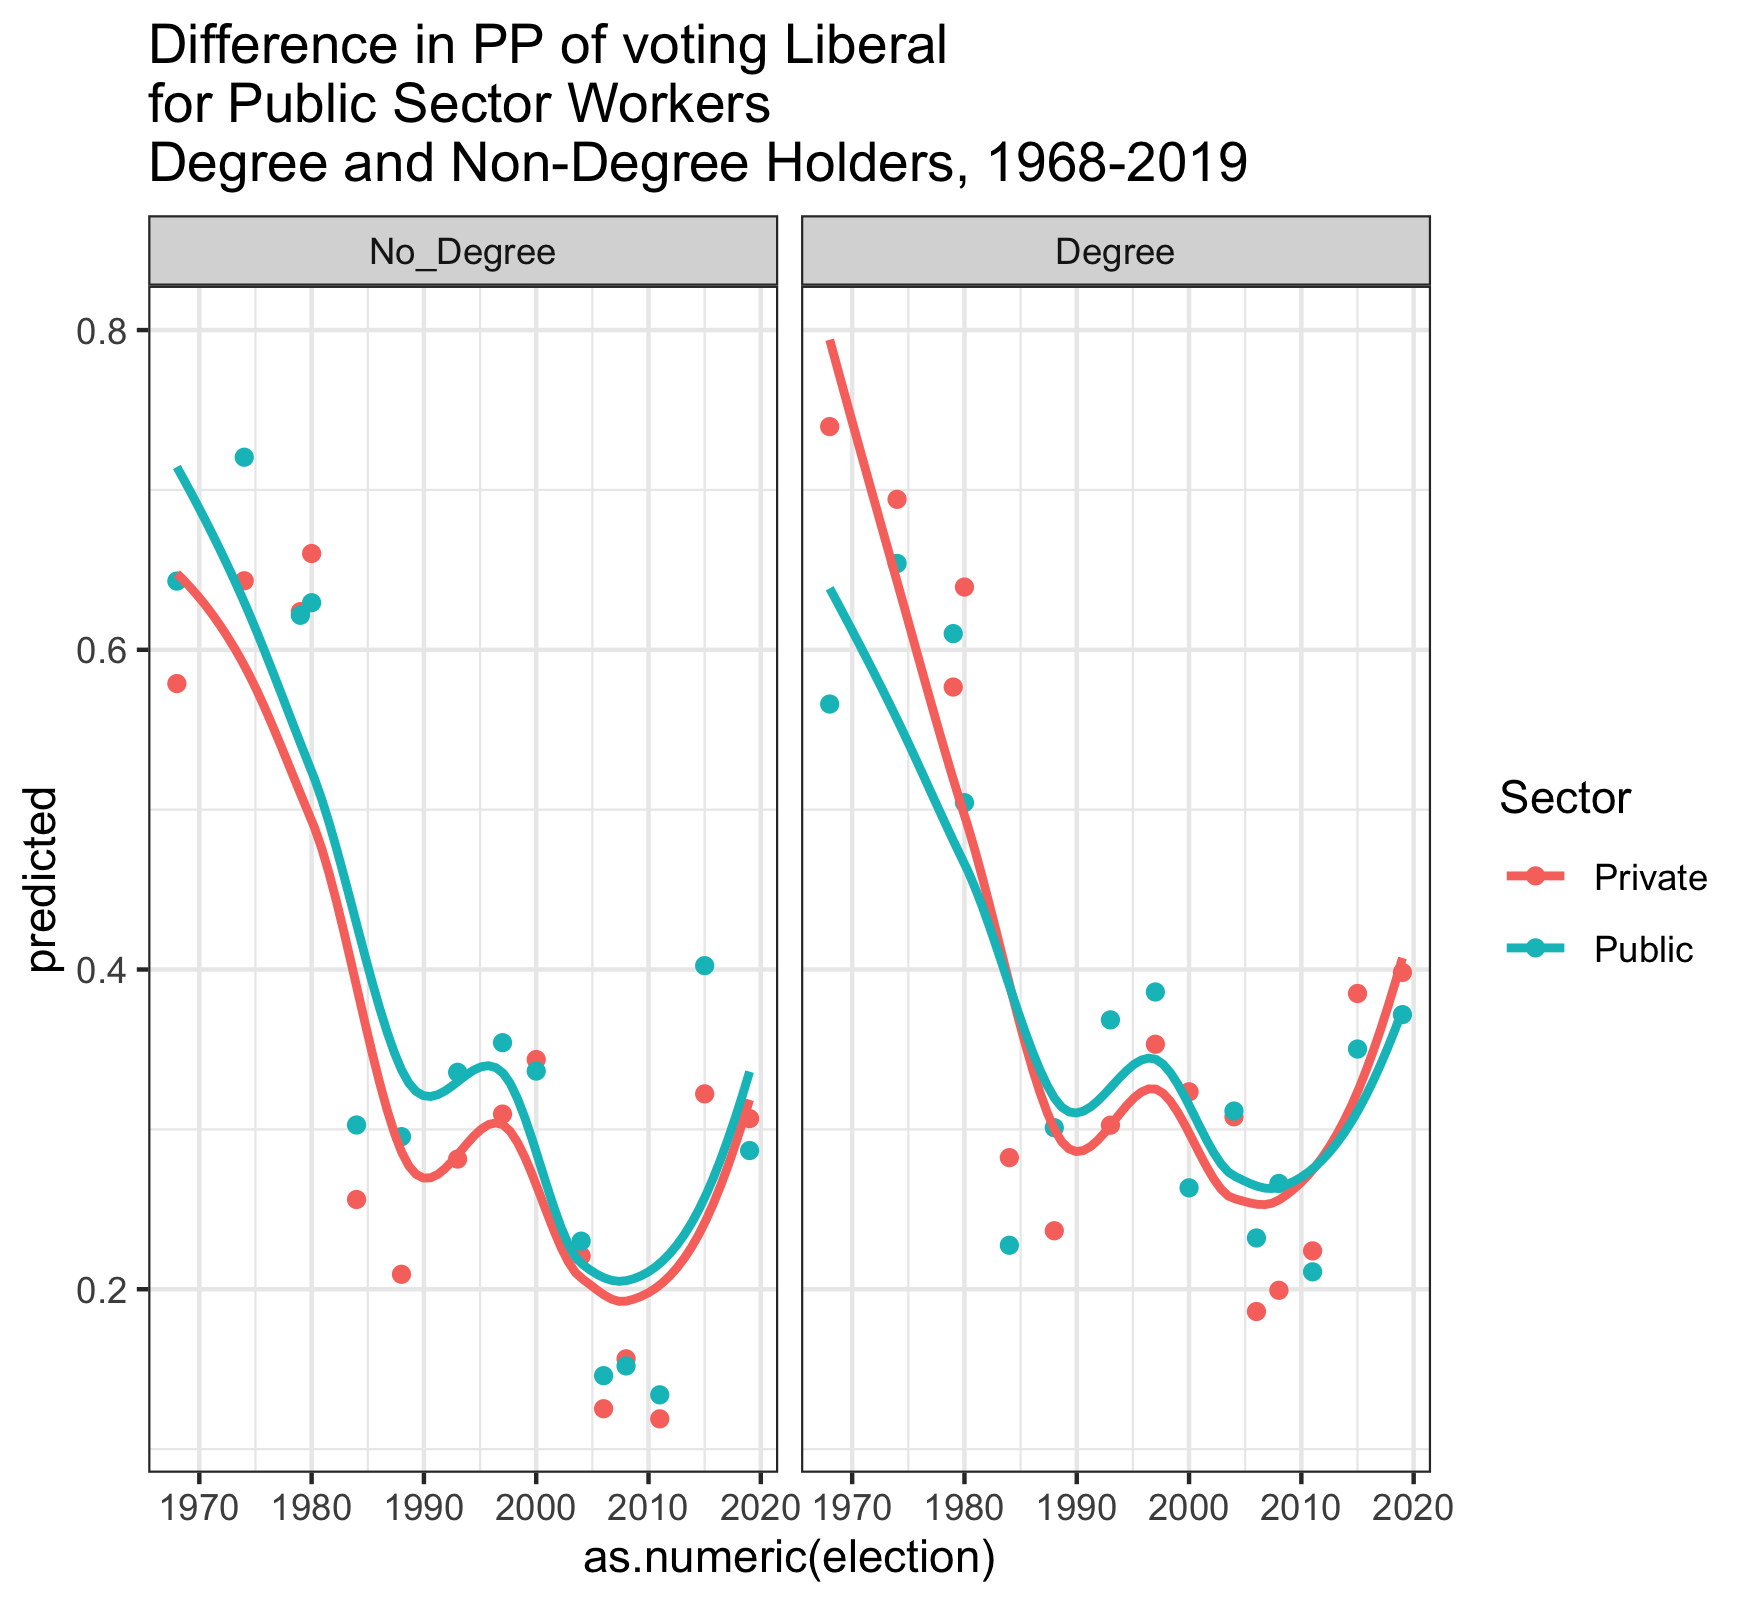 Difference in PP of voting Liberal
for Public Sector Workers
Degree and Non-Degree Holders, 1968-2019
No_Degree
Degree
0.8
0.6
0.4
0.2
predicted
1970 1980 1990 2000 2010 2020
1970 1980 1990 2000 2010 2020
as.numeric(election)
Sector
Private
Public